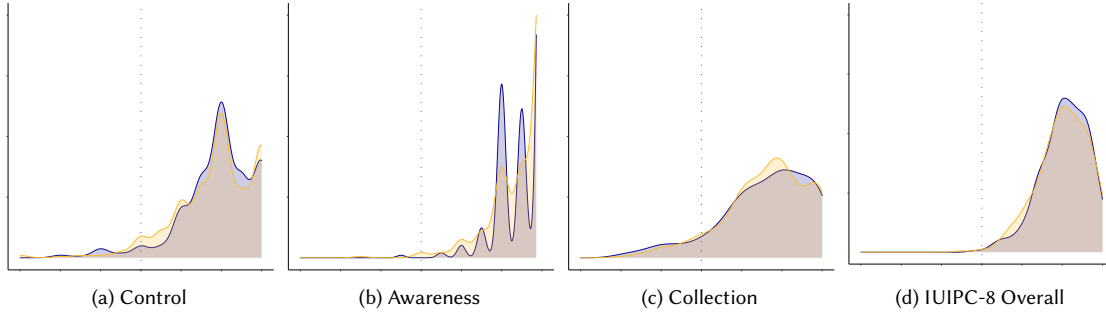 (a) Control
(b) Awareness
(c) Collection
(d) IUIPC-8 Overall